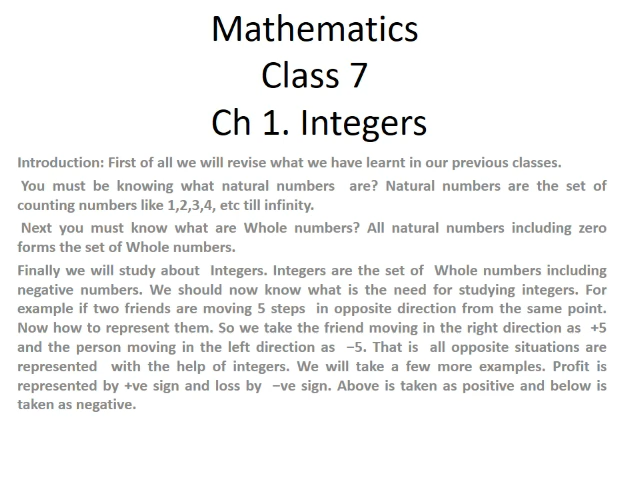 Mathematics
Class 7
Ch 1. Integers
Introduction: First of all we will revise what we have learnt in our previous classes.
You must be knowing what natural numbers are? Natural numbers are the set of
counting numbers like 1,2,3,4, etc till infinity.
Next you must know what are Whole numbers? All natural numbers including zero
forms the set of Whole numbers.
Finally we will study about Integers. Integers are the set of Whole numbers including
negative numbers. We should now know what is the need for studying integers. For
example if two friends are moving 5 steps in opposite direction from the same point.
Now how to represent them. So we take the friend moving in the right direction as +5
and the person moving in the left direction as −5. That is all opposite situations are
represented with the help of integers. We will take a few more examples. Profit is
represented by +ve sign and loss by −ve sign. Above is taken as positive and below is
taken as negative.